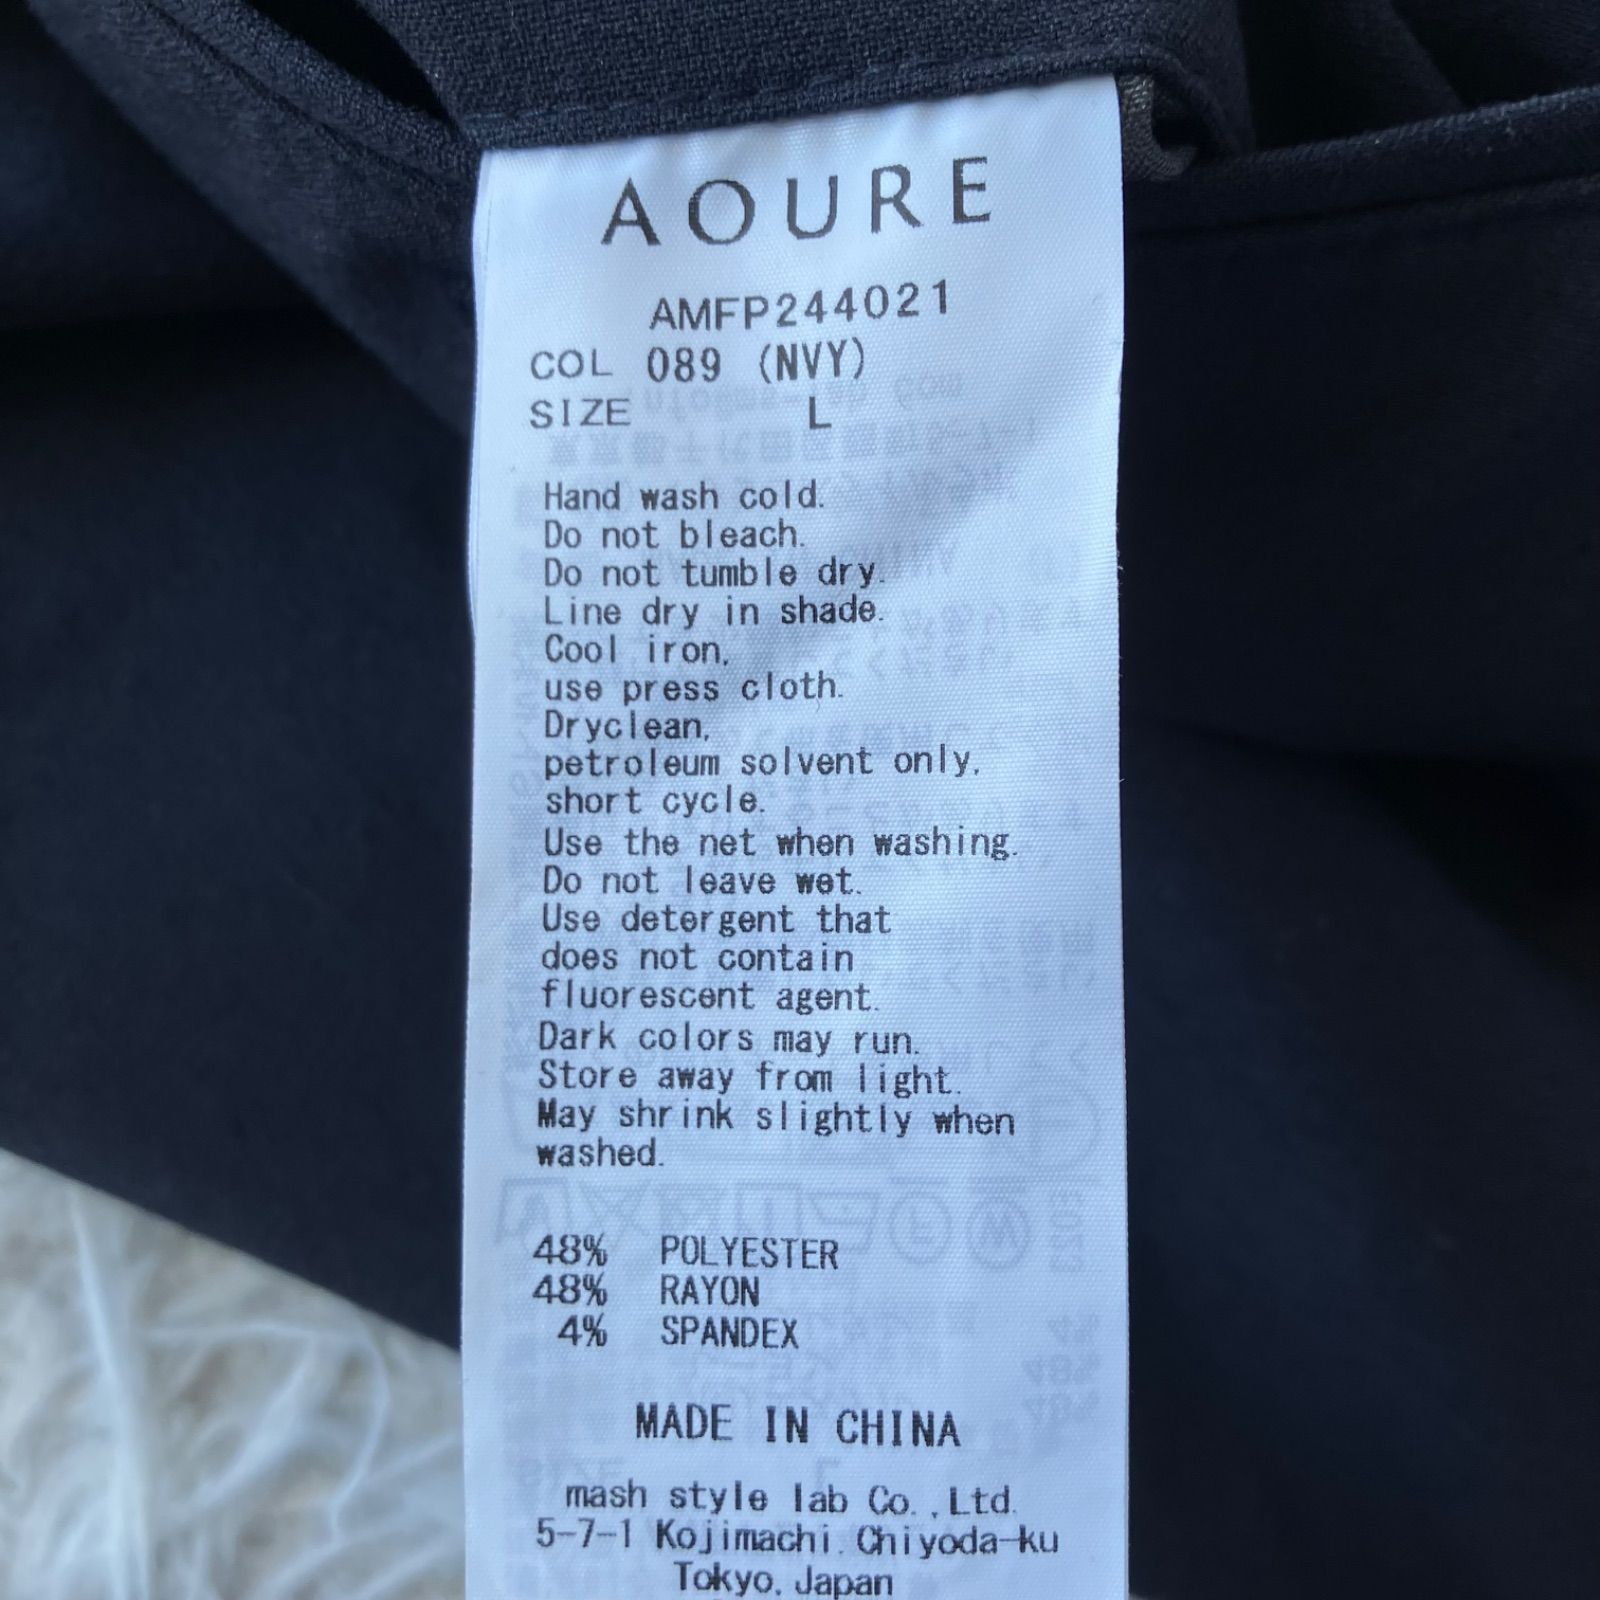 AOURE
AMFP244021
COL 089 (NVY)
SIZE L
Hand wash cold.
Do not bleach.
Do not tumble dry.
Line dry in shade.
Cool iron,
use press cloth.
Dryclean,
petroleum solvent only,
short cycle.
Use the net when washing.
Do not leave wet.
Use detergent that
does not contain
fluorescent agent.
Dark colors may run.
Store away from light.
May shrink slightly when
washed.
48% POLYESTER
48% RAYON
4% SPANDEX
MADE IN CHINA
mash style lab Co.,Ltd.
5-7-1 Kojimachi.Chiyoda-ku
Tokyo.Japan